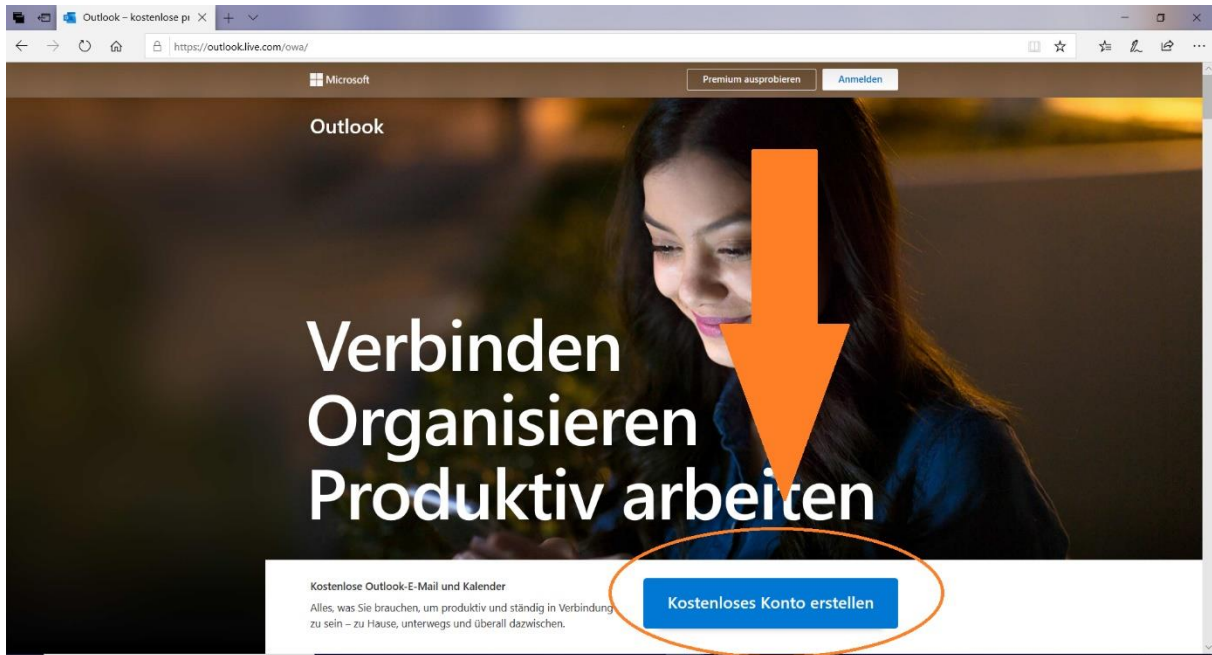 Outlook – kostenlose pı
https://outlook.live.com/owa/
Microsoft
Premium ausprobieren
Anmelden
Outlook
Verbinden
Organisieren
Produktiv arbeiten
Kostenlose Outlook-E-Mail und Kalender
Alles, was Sie brauchen, um produktiv und ständig in Verbindung
zu sein – zu Hause, unterwegs und überall dazwischen.
Kostenloses Konto erstellen